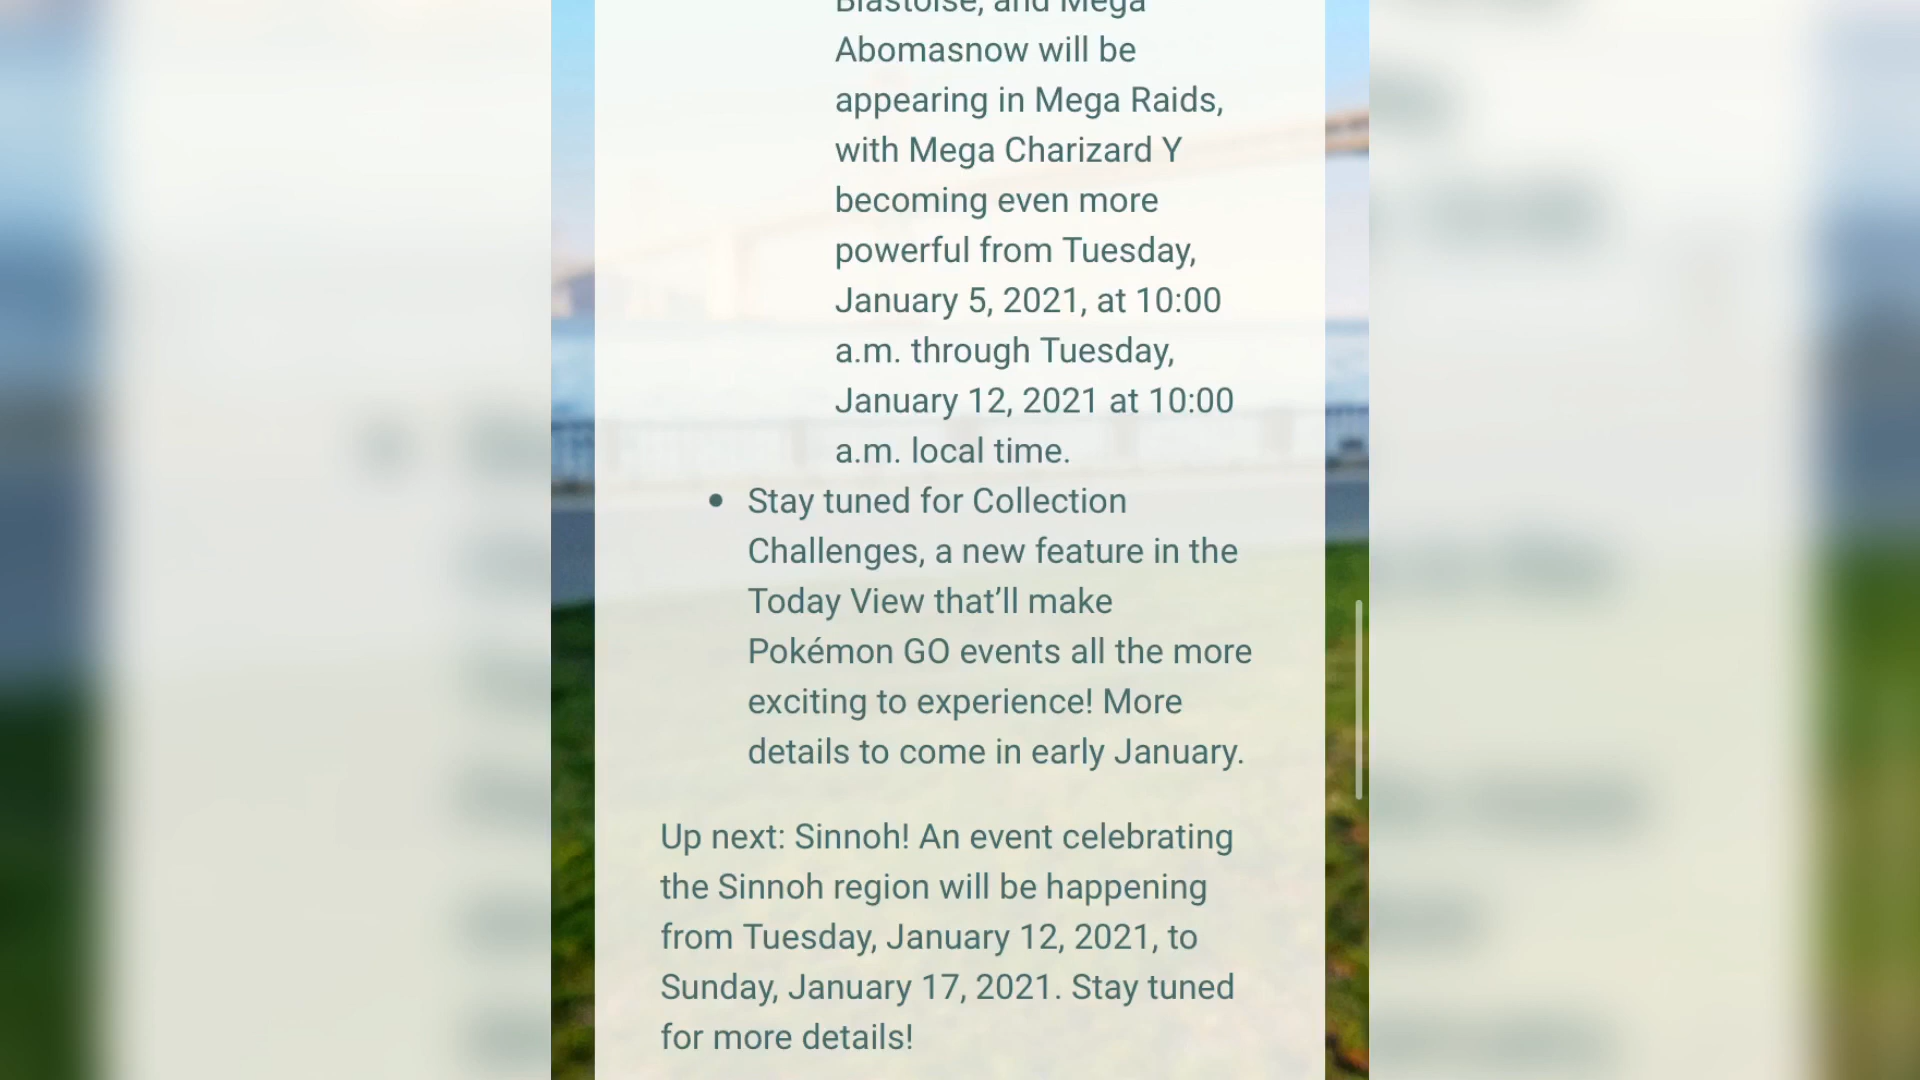 Blastoise, and Mega
Abomasnow will be
appearing in Mega Raids,
with Mega Charizard Y
becoming even more
powerful from Tuesday,
January 5, 2021, at 10:00
a.m. through Tuesday,
January 12, 2021 at 10:00
a.m. local time.
• Stay tuned for Collection
Challenges, a new feature in the
Today View that’ll make
Pokémon GO events all the more
exciting to experience! More
details to come in early January.
Up next: Sinnoh! An event celebrating
the Sinnoh region will be happening
from Tuesday, January 12, 2021, to
Sunday, January 17, 2021. Stay tuned
for more details!